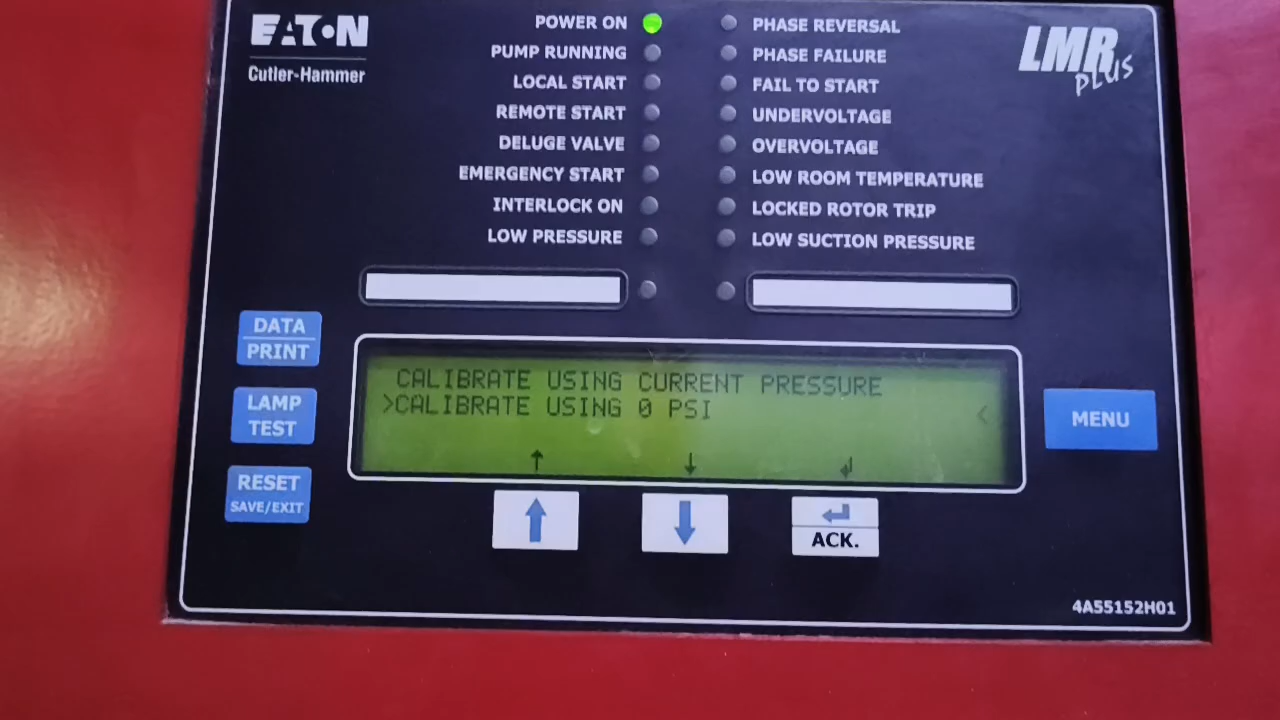 EATON
Cutler-Hammer
LMR
PLUS
POWER ON
PUMP RUNNING
LOCAL START
REMOTE START
DELUGE VALVE
EMERGENCY START
INTERLOCK ON
LOW PRESSURE
PHASE REVERSAL
PHASE FAILURE
FAIL TO START
UNDERVOLTAGE
OVERVOLTAGE
LOW ROOM TEMPERATURE
LOCKED ROTOR TRIP
LOW SUCTION PRESSURE
DATA
PRINT
LAMP
TEST
RESET
SAVE/EXIT
CALIBRATE USING CURRENT PRESSURE
>CALIBRATE USING 0 PSI <
↑ ↓ ↲
MENU
ACK.
4A55152H01